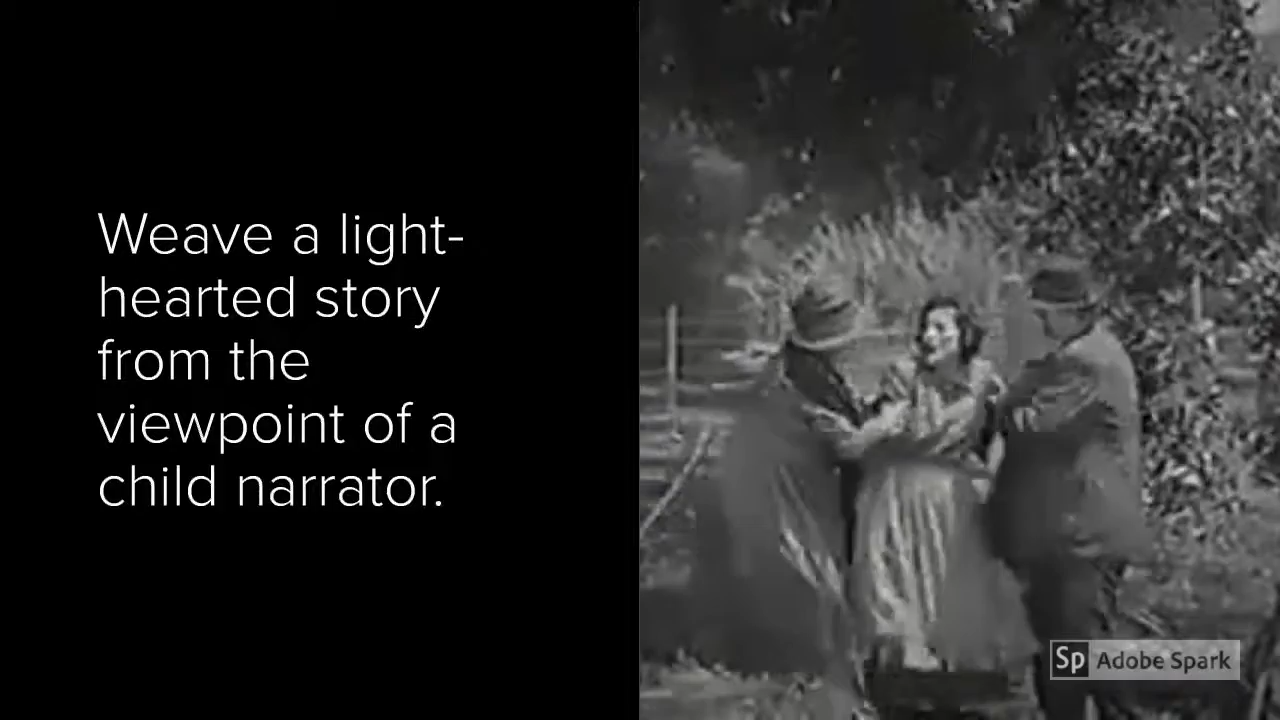 Weave a light-
hearted story
from the
viewpoint of a
child narrator.
Sp Adobe Spark